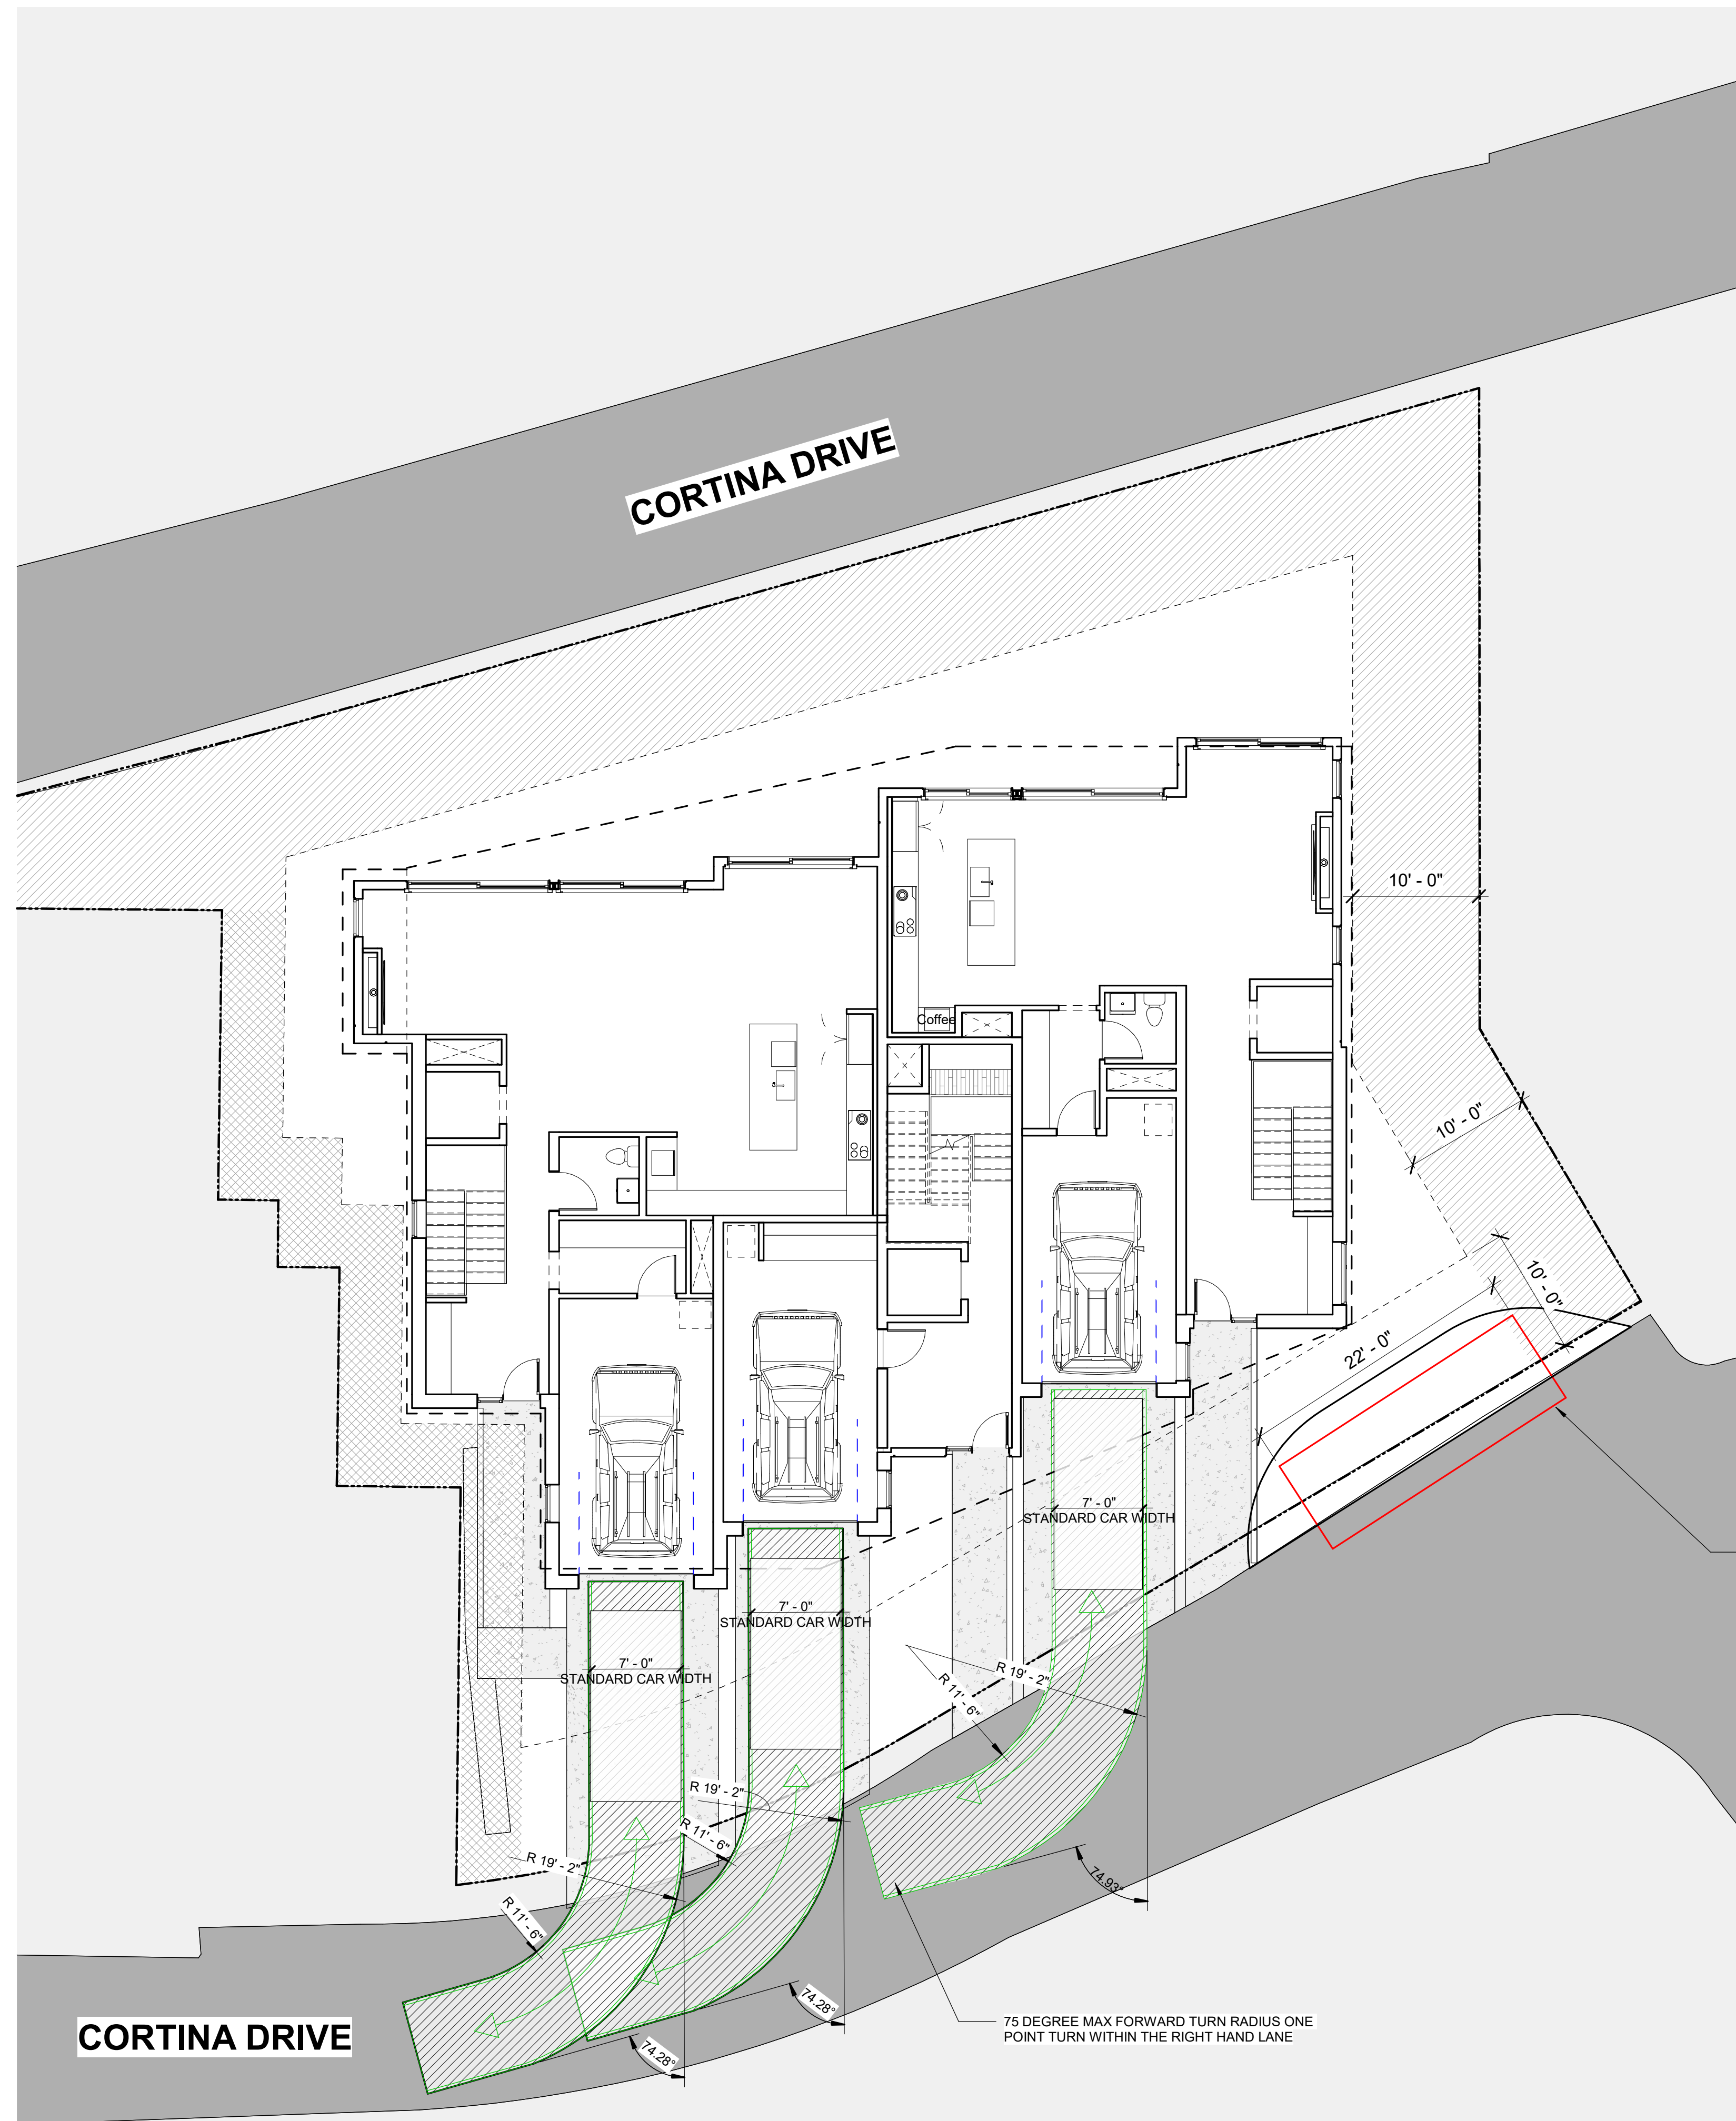 CORTINA DRIVE
10' - 0"
Coffee
10' - 0"
10' - 0"
22' - 0"
7' - 0"
STANDARD CAR WIDTH
7' - 0"
STANDARD CAR WIDTH
7' - 0"
STANDARD CAR WIDTH
R 19' - 2"
R 11' - 6"
R 19' - 2"
R 11' - 6"
R 19' - 2"
R 11' - 6"
74.93°
74.28°
74.28°
75 DEGREE MAX FORWARD TURN RADIUS ONE
POINT TURN WITHIN THE RIGHT HAND LANE
CORTINA DRIVE